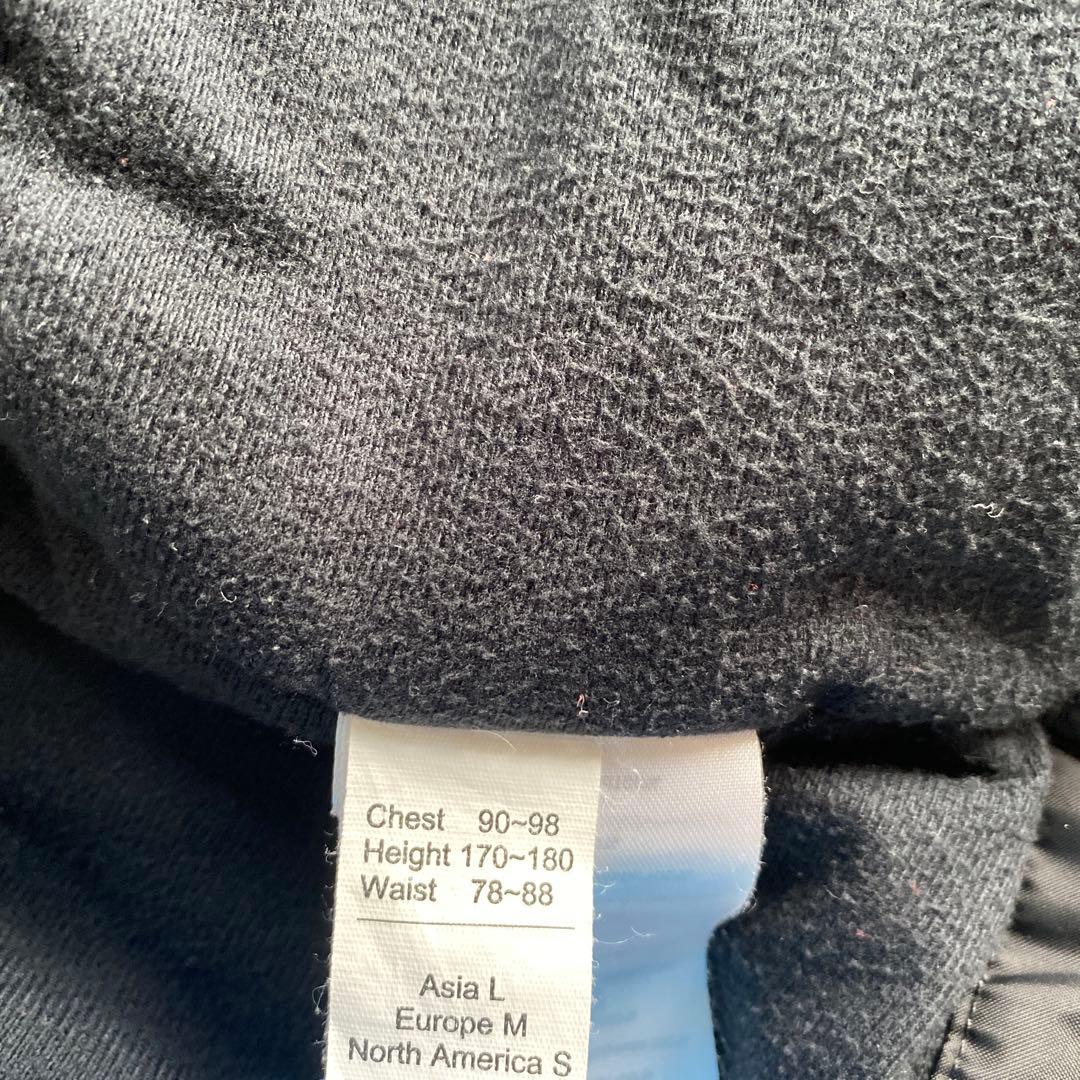 Chest 90~98
Height 170~180
Waist 78~88
Asia L
Europe M
North America S